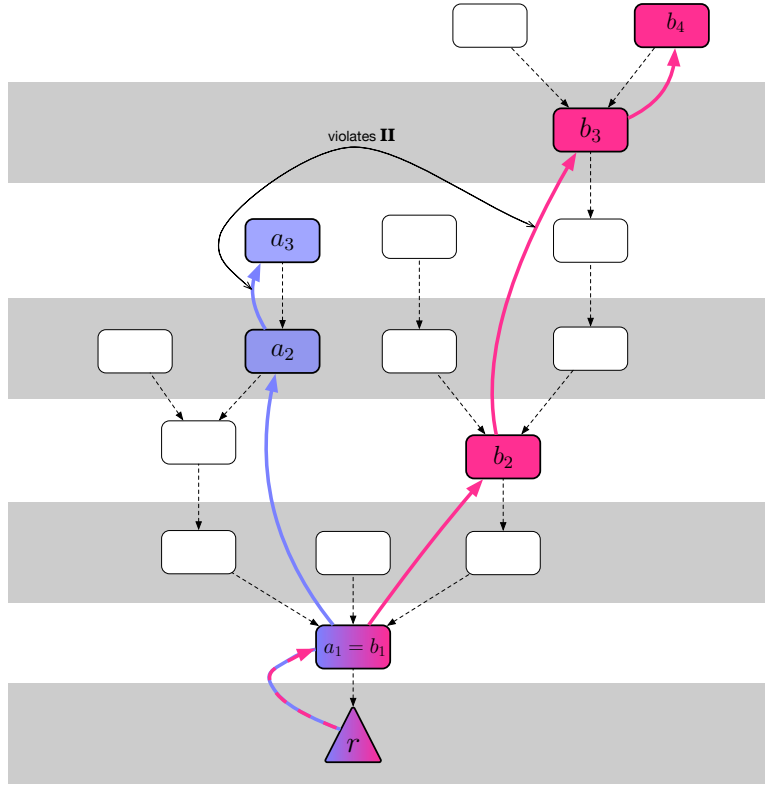 b₄
b₃
violates II
a₃
a₂
b₂
a₁ = b₁
r